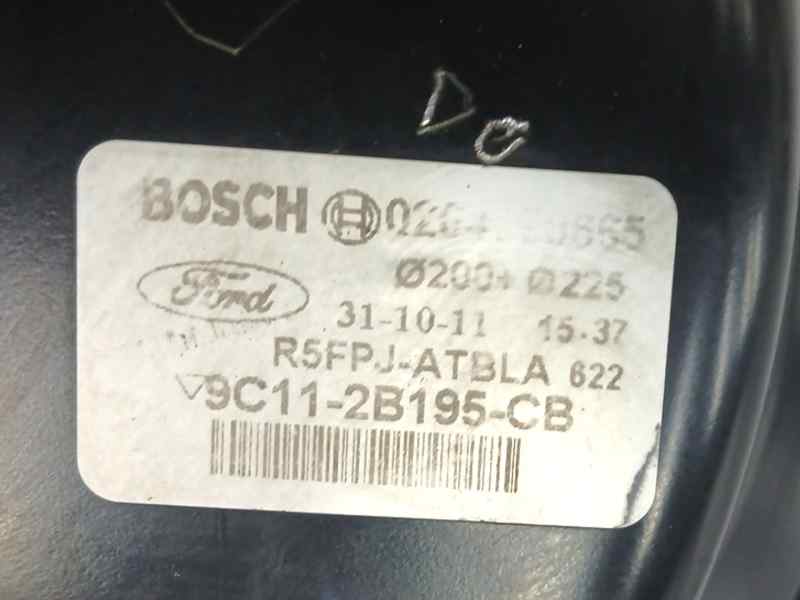 BOSCH
Ø200+ Ø225
Ford
31-10-11 15.37
R5FPJ-ATBLA 622
9C11-2B195-CB